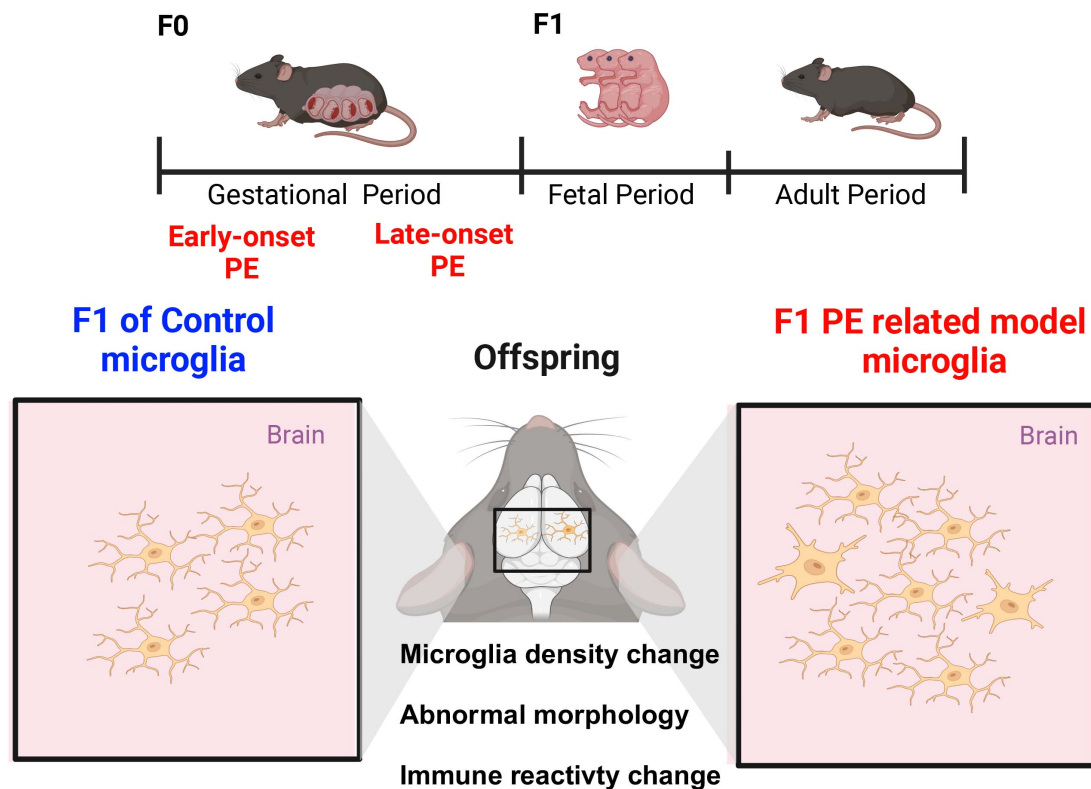 F0
F1
Gestational Period
Fetal Period
Adult Period
Early-onset
PE
Late-onset
PE
F1 of Control
microglia
Offspring
F1 PE related model
microglia
Brain
Brain
Microglia density change
Abnormal morphology
Immune reactivty change